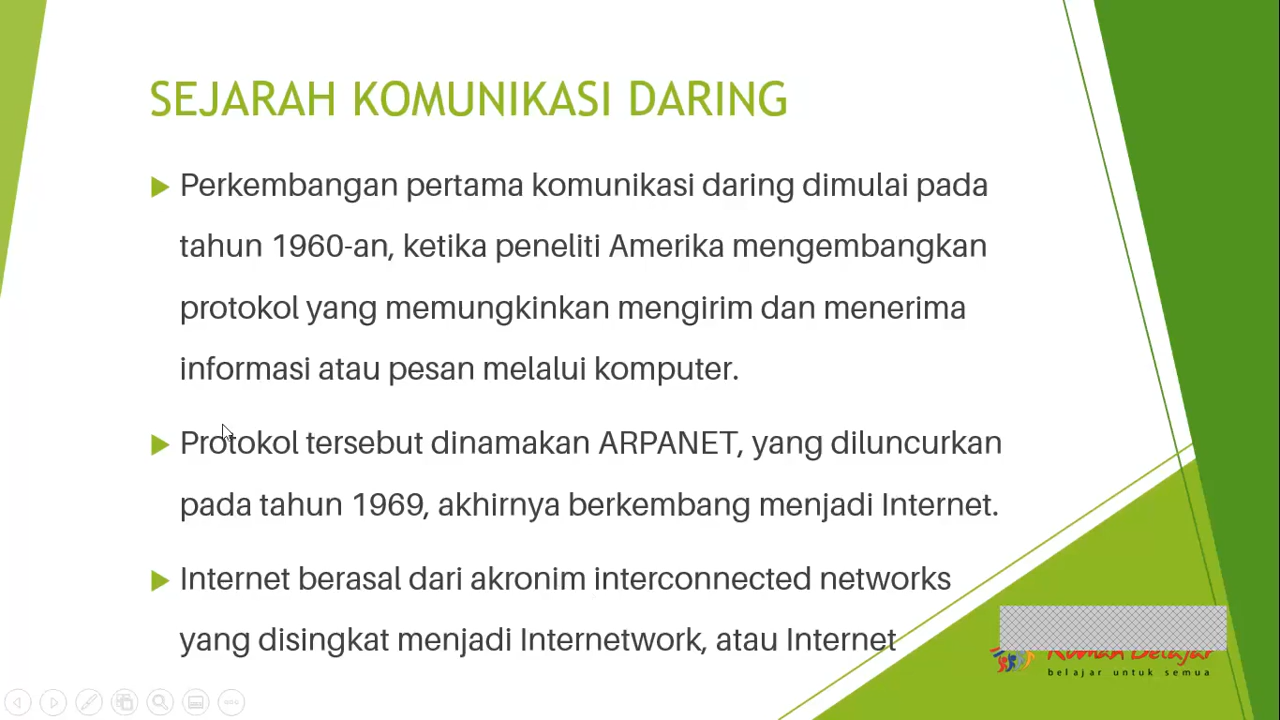 SEJARAH KOMUNIKASI DARING
Perkembangan pertama komunikasi daring dimulai pada
tahun 1960-an, ketika peneliti Amerika mengembangkan
protokol yang memungkinkan mengirim dan menerima
informasi atau pesan melalui komputer.
Protokol tersebut dinamakan ARPANET, yang diluncurkan
pada tahun 1969, akhirnya berkembang menjadi Internet.
Internet berasal dari akronim interconnected networks
yang disingkat menjadi Internetwork, atau Internet
belajar untuk semua